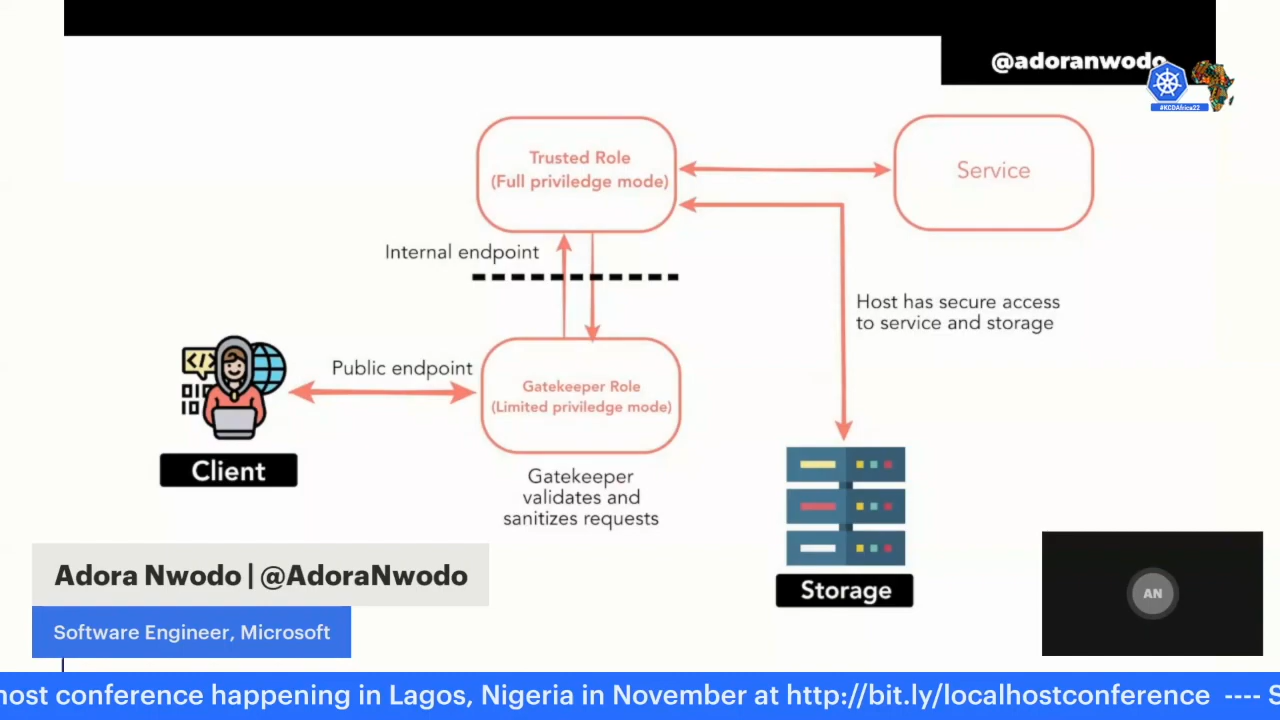 @adoranwodo
#KCDAfrica22
Trusted Role
(Full priviledge mode)
Service
Internal endpoint
Host has secure access
to service and storage
Public endpoint
Gatekeeper Role
(Limited priviledge mode)
Client
Gatekeeper
validates and
sanitizes requests
Storage
Adora Nwodo | @AdoraNwodo
Software Engineer, Microsoft
AN
host conference happening in Lagos, Nigeria in November at http://bit.ly/localhostconference ---- S